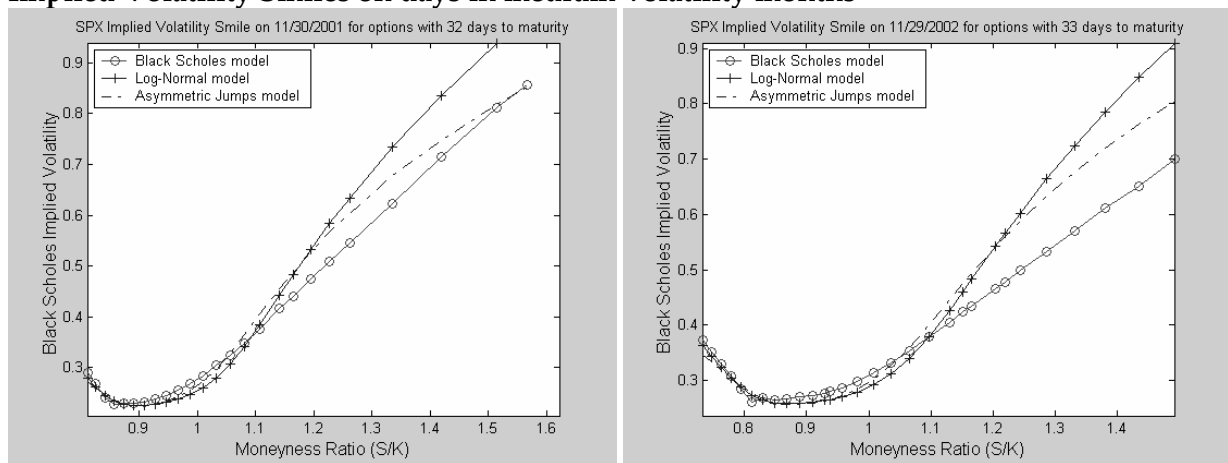 Implied Volatility Smiles on days in medium volatility months
SPX Implied Volatility Smile on 11/30/2001 for options with 32 days to maturity
Black Scholes model
Log-Normal model
Asymmetric Jumps model
Black Scholes Implied Volatility
0.9
0.8
0.7
0.6
0.5
0.4
0.3
0.9 1 1.1 1.2 1.3 1.4 1.5 1.6
Moneyness Ratio (S/K)
SPX Implied Volatility Smile on 11/29/2002 for options with 33 days to maturity
Black Scholes model
Log-Normal model
Asymmetric Jumps model
Black Scholes Implied Volatility
0.9
0.8
0.7
0.6
0.5
0.4
0.3
0.8 0.9 1 1.1 1.2 1.3 1.4
Moneyness Ratio (S/K)